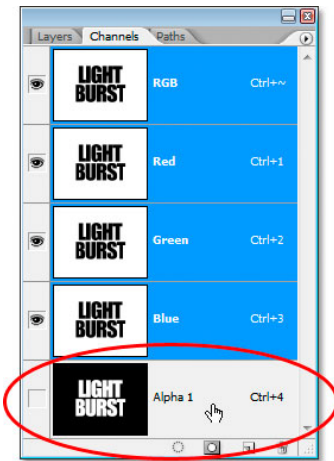 Layers Channels Paths
LIGHT
BURST
RGB Ctrl+~
LIGHT
BURST
Red Ctrl+1
LIGHT
BURST
Green Ctrl+2
LIGHT
BURST
Blue Ctrl+3
LIGHT
BURST
Alpha 1 Ctrl+4